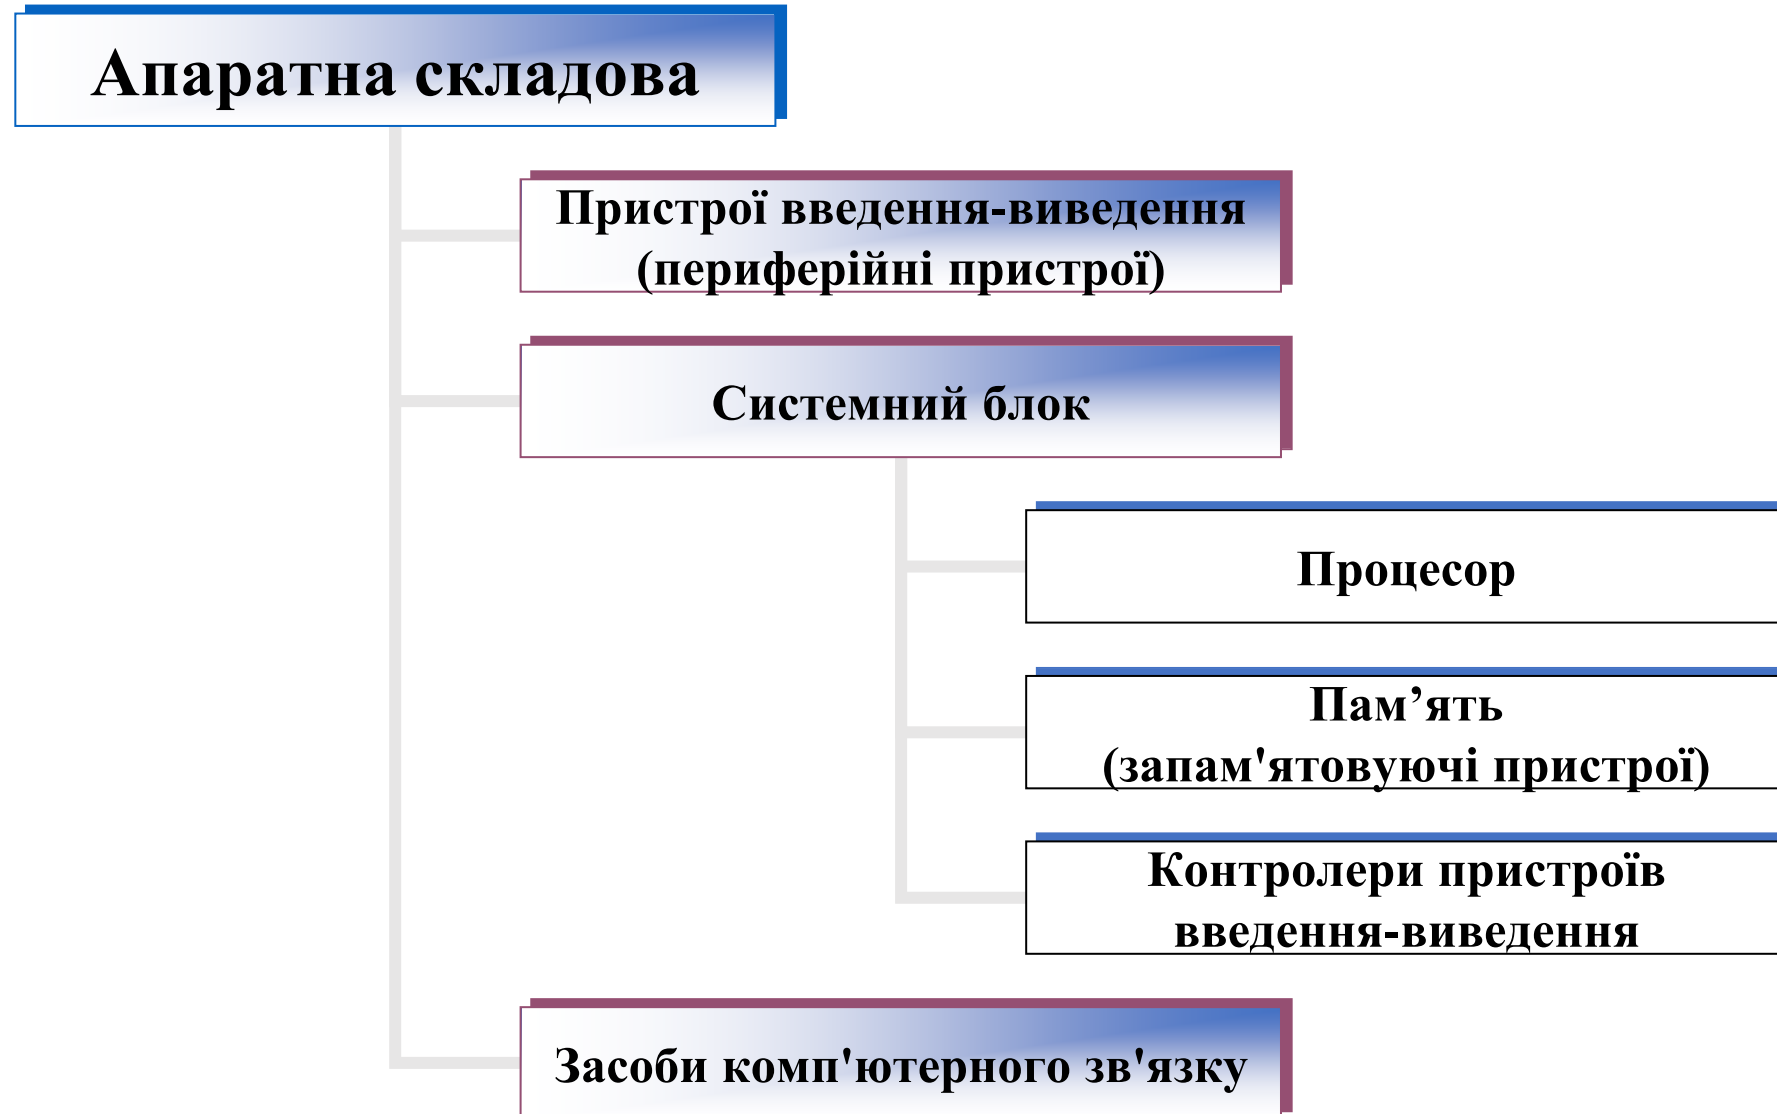 Апаратна складова
Пристрої введення-виведення
(периферійні пристрої)
Системний блок
Процесор
Пам’ять
(запам'ятовуючі пристрої)
Контролери пристроїв
введення-виведення
Засоби комп'ютерного зв'язку